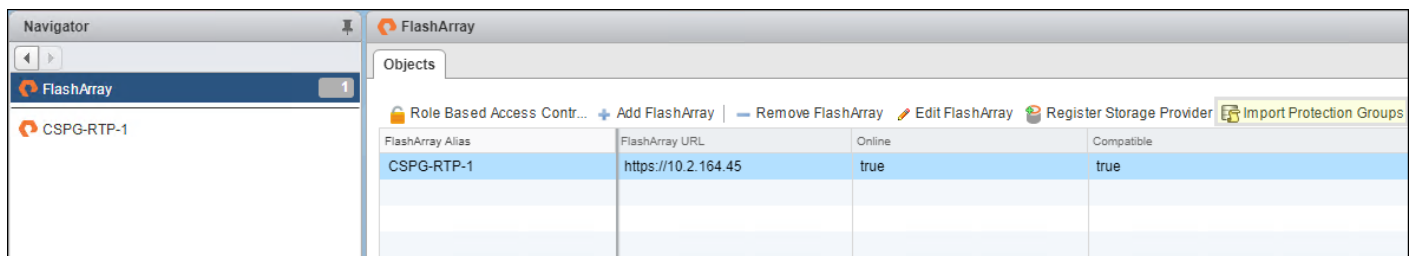 Navigator
FlashArray
Objects
FlashArray 1
Role Based Access Contr... Add FlashArray Remove FlashArray Edit FlashArray Register Storage Provider Import Protection Groups
CSPG-RTP-1
FlashArray Alias FlashArray URL Online Compatible
CSPG-RTP-1 https://10.2.164.45 true true